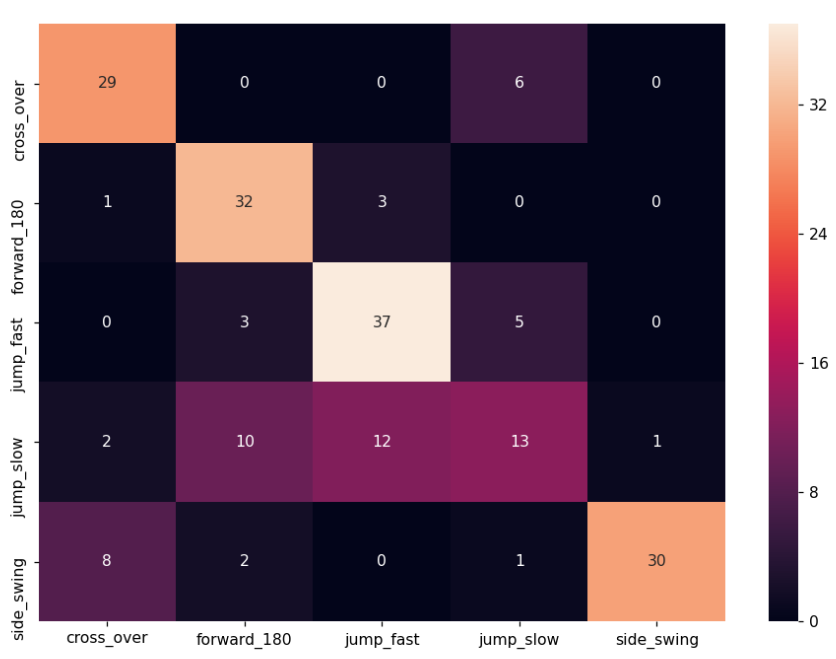 cross_over 29 0 0 6 0
forward_180 1 32 3 0 0
jump_fast 0 3 37 5 0
jump_slow 2 10 12 13 1
side_swing 8 2 0 1 30
cross_over forward_180 jump_fast jump_slow side_swing
32
24
16
8
0